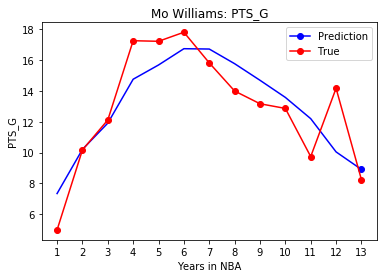 Mo Williams: PTS_G
Prediction
True
PTS_G
18
16
14
12
10
8
6
1 2 3 4 5 6 7 8 9 10 11 12 13
Years in NBA